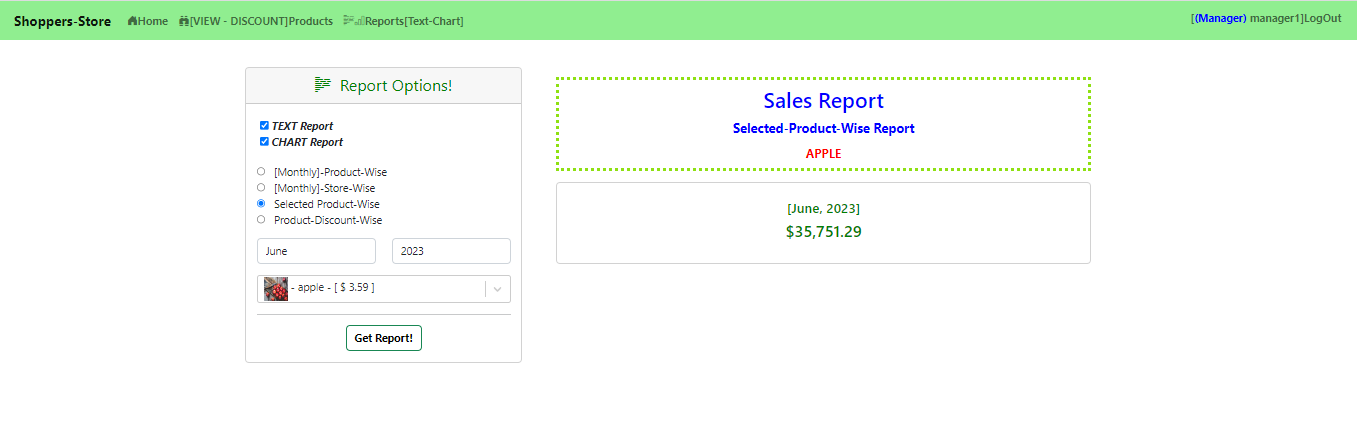 Shoppers-Store Home [VIEW - DISCOUNT]Products Reports[Text-Chart] [(Manager) manager1]LogOut
Report Options!
TEXT Report
CHART Report
[Monthly]-Product-Wise
[Monthly]-Store-Wise
Selected Product-Wise
Product-Discount-Wise
June 2023
- apple - [ $ 3.59 ]
Get Report!
Sales Report
Selected-Product-Wise Report
APPLE
[June, 2023]
$35,751.29